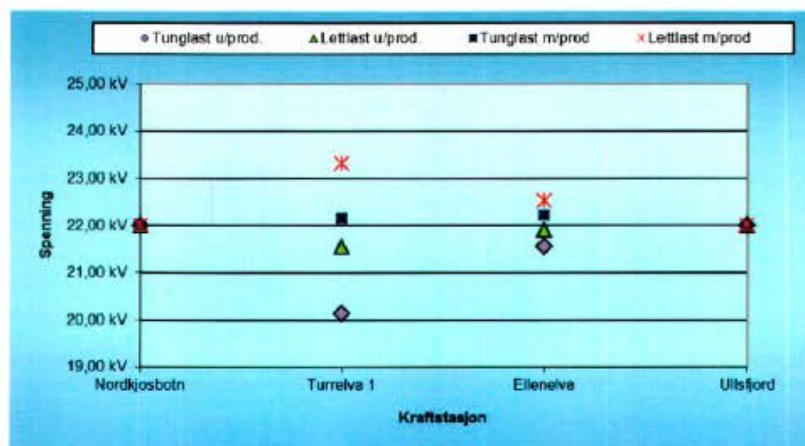 Tunglast u/prod. Lettlast u/prod. Tunglast m/prod Lettlast m/prod
25,00 kV
24,00 kV
23,00 kV
22,00 kV
21,00 kV
20,00 kV
19,00 kV
Spenning
Nordkjosbotn Turrelva 1 Ellenelva Ullsfjord
Kraftstasjon